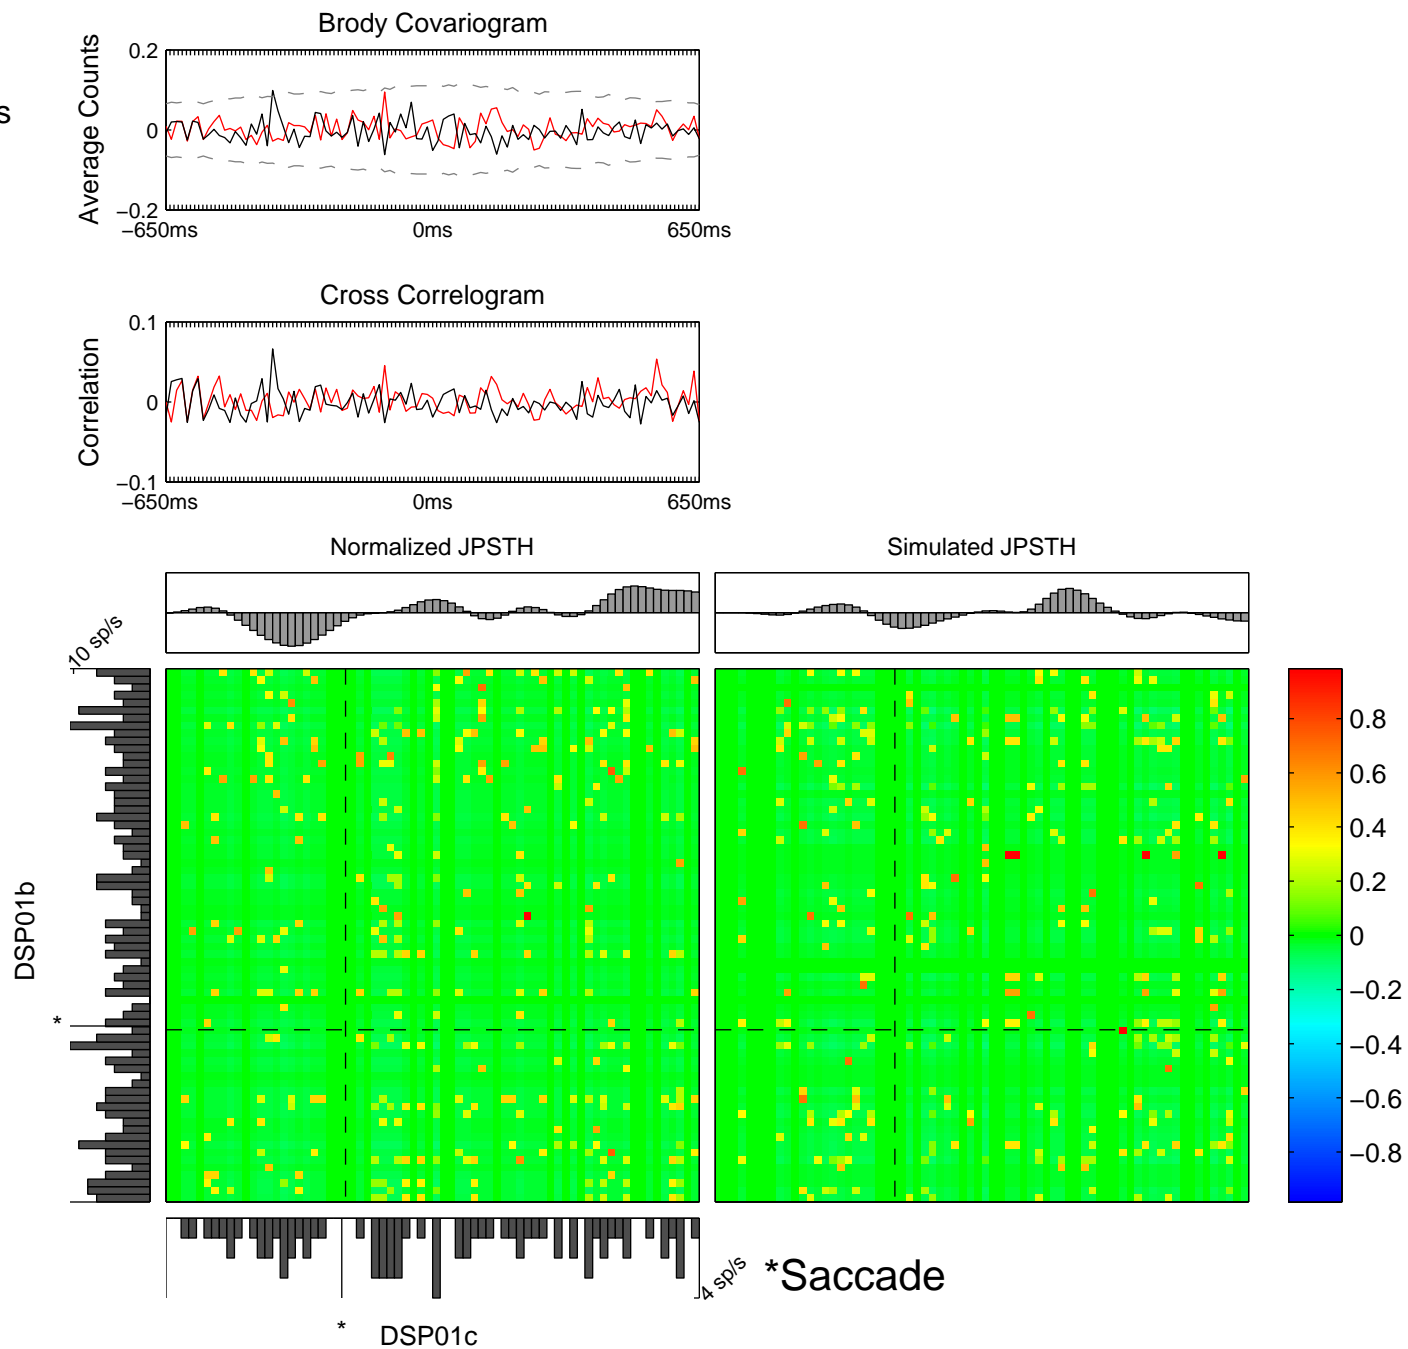 Brody Covariogram
s
Average Counts
0.2
0
−0.2
−650ms
0ms
650ms
Cross Correlogram
Correlation
0.1
0
−0.1
−650ms
0ms
650ms
Normalized JPSTH
Simulated JPSTH
10 sp/s
DSP01b
*
0.8
0.6
0.4
0.2
0
−0.2
−0.4
−0.6
−0.8
4 sp/s
*Saccade
*
DSP01c